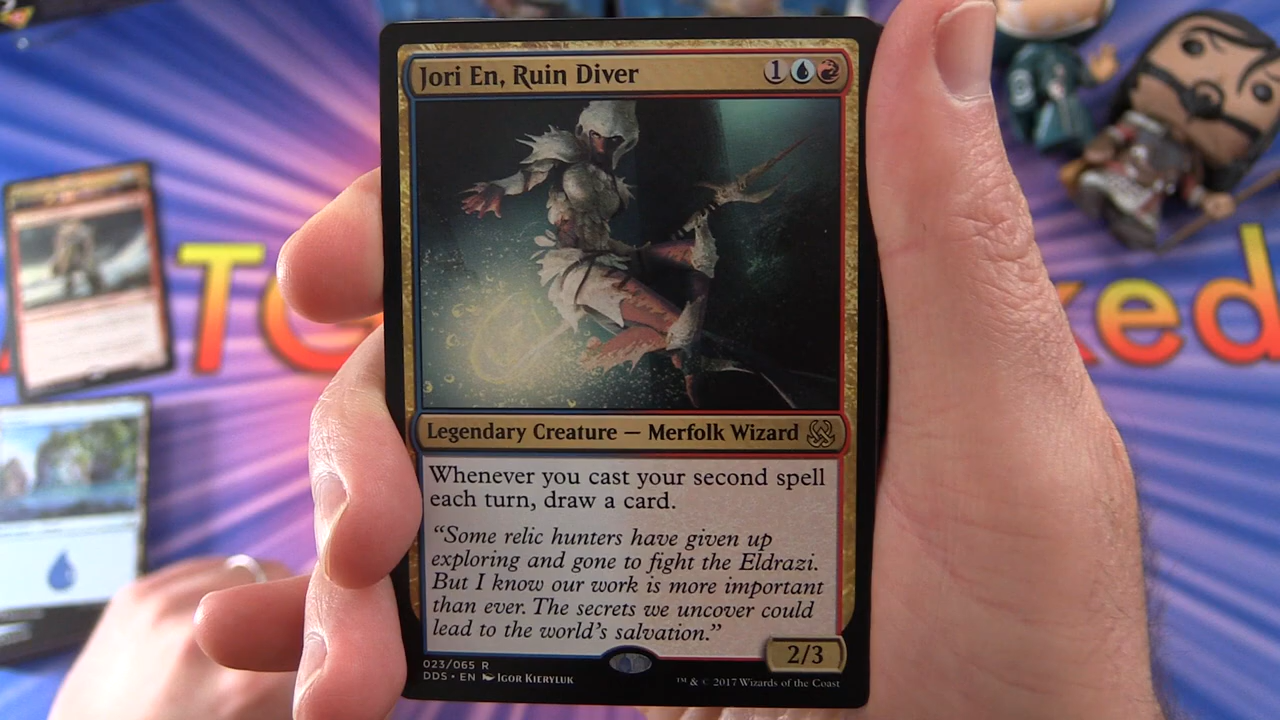 Jori En, Ruin Diver 1
Legendary Creature — Merfolk Wizard
Whenever you cast your second spell
each turn, draw a card.
“Some relic hunters have given up
exploring and gone to fight the Eldrazi.
But I know our work is more important
than ever. The secrets we uncover could
lead to the world’s salvation.”
2/3
023/065 R
DDS • EN Igor Kieryluk
™ & © 2017 Wizards of the Coast
TG
ked